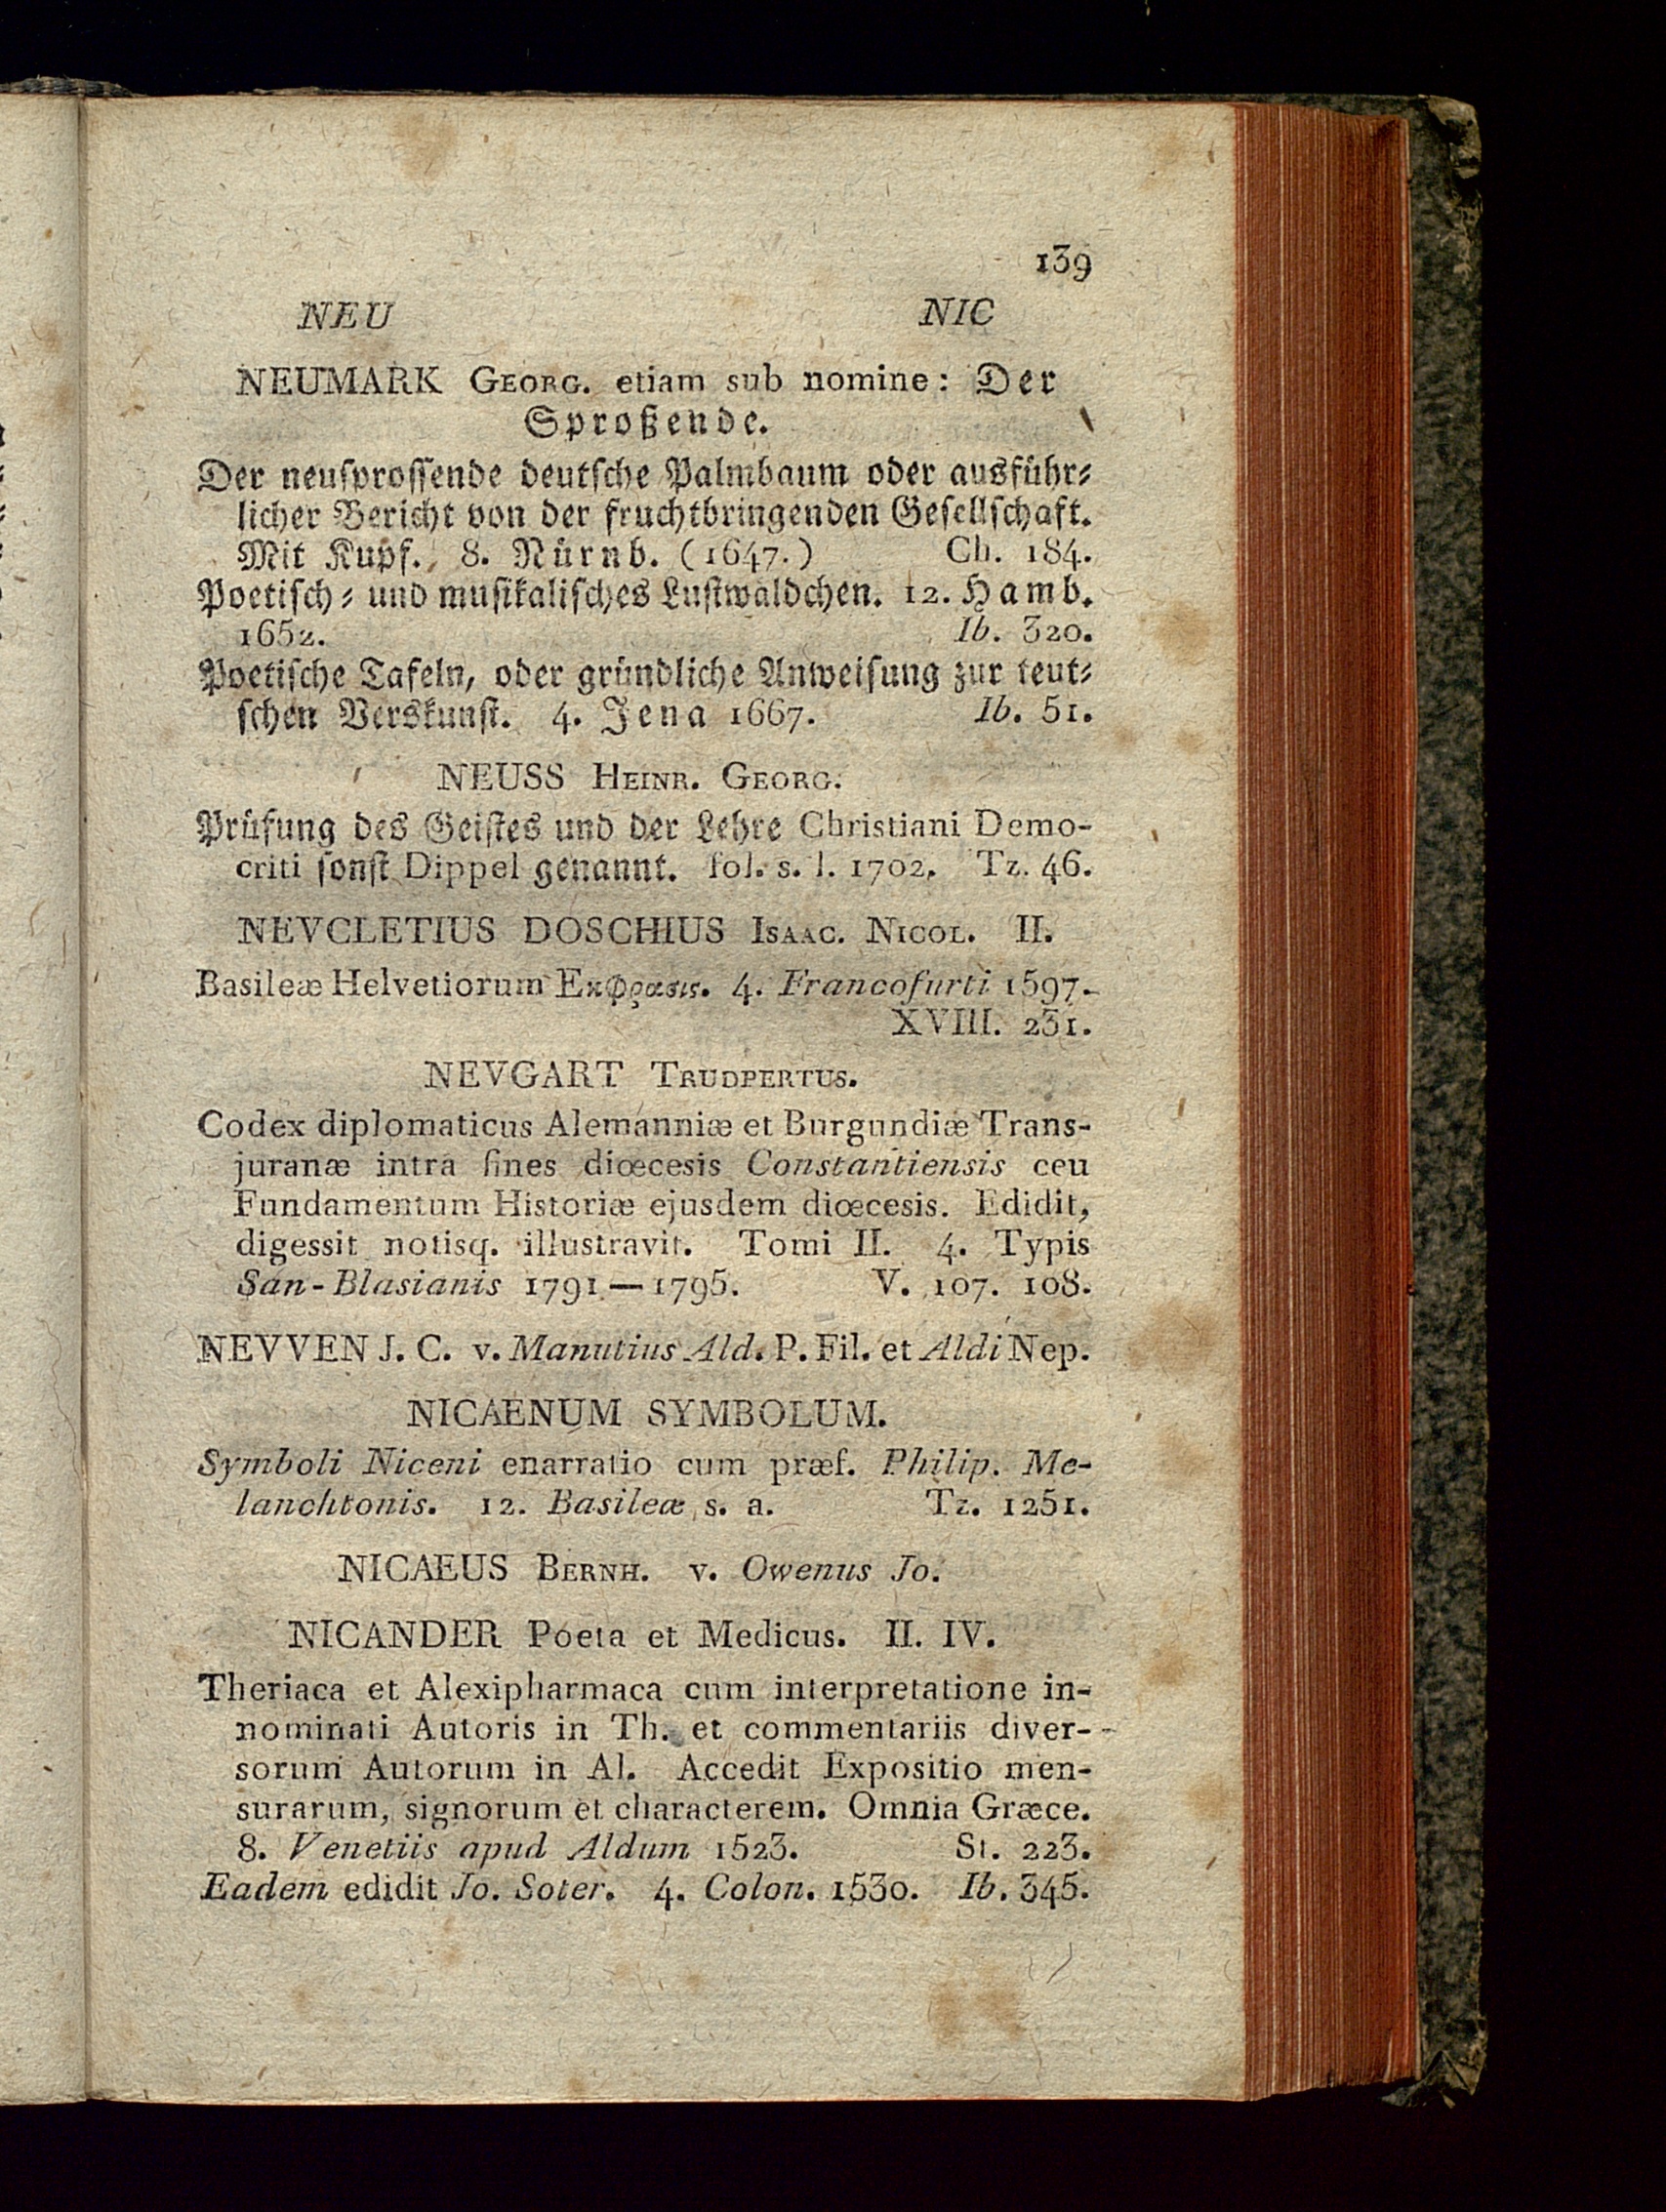 139
NEU NIC
NEUMARK GEORG. etiam sub nomine: Der
Sproßende.
Der neusprossende deutsche Palmbaum oder ausführ-
licher Bericht von der fruchtbringenden Gesellschaft.
Mit Kupf. 8. Nürnb. (1647.) Ch. 184.
Poetisch- und musikalisches Lustwäldchen. 12. Hamb.
1652. Ib. 320.
Poetische Tafeln, oder gründliche Anweisung zur teut-
schen Verskunst. 4. Jena 1667. Ib. 51.
NEUSS HEINR. GEORG.
Prüfung des Geistes und der Lehre Christiani Demo-
criti sonst Dippel genannt. fol. s. l. 1702. Tz. 46.
NEVCLETIUS DOSCHIUS ISAAC. NICOL. II.
Basileæ Helvetiorum Εκφρασις. 4. Francofurti 1597.
XVIII. 231.
NEVGART TRUDPERTUS.
Codex diplomaticus Alemanniæ et Burgundiæ Trans-
juranæ intra fines diœcesis Constantiensis ceu
Fundamentum Historiæ ejusdem diœcesis. Edidit,
digessit notisq. illustravit. Tomi II. 4. Typis
San-Blasianis 1791—1795. V. 107. 108.
NEVVEN J. C. v. Manutius Ald. P. Fil. et Aldi Nep.
NICAENUM SYMBOLUM.
Symboli Niceni enarratio cum præf. Philip. Me-
lanchtonis. 12. Basileæ s. a. Tz. 1251.
NICAEUS BERNH. v. Owenus Jo.
NICANDER Poeta et Medicus. II. IV.
Theriaca et Alexipharmaca cum interpretatione in-
nominati Autoris in Th. et commentariis diver-
sorum Autorum in Al. Accedit Expositio men-
surarum, signorum et characterem. Omnia Græce.
8. Venetiis apud Aldum 1523. St. 223.
Eadem edidit Jo. Soter. 4. Colon. 1530. Ib. 345.